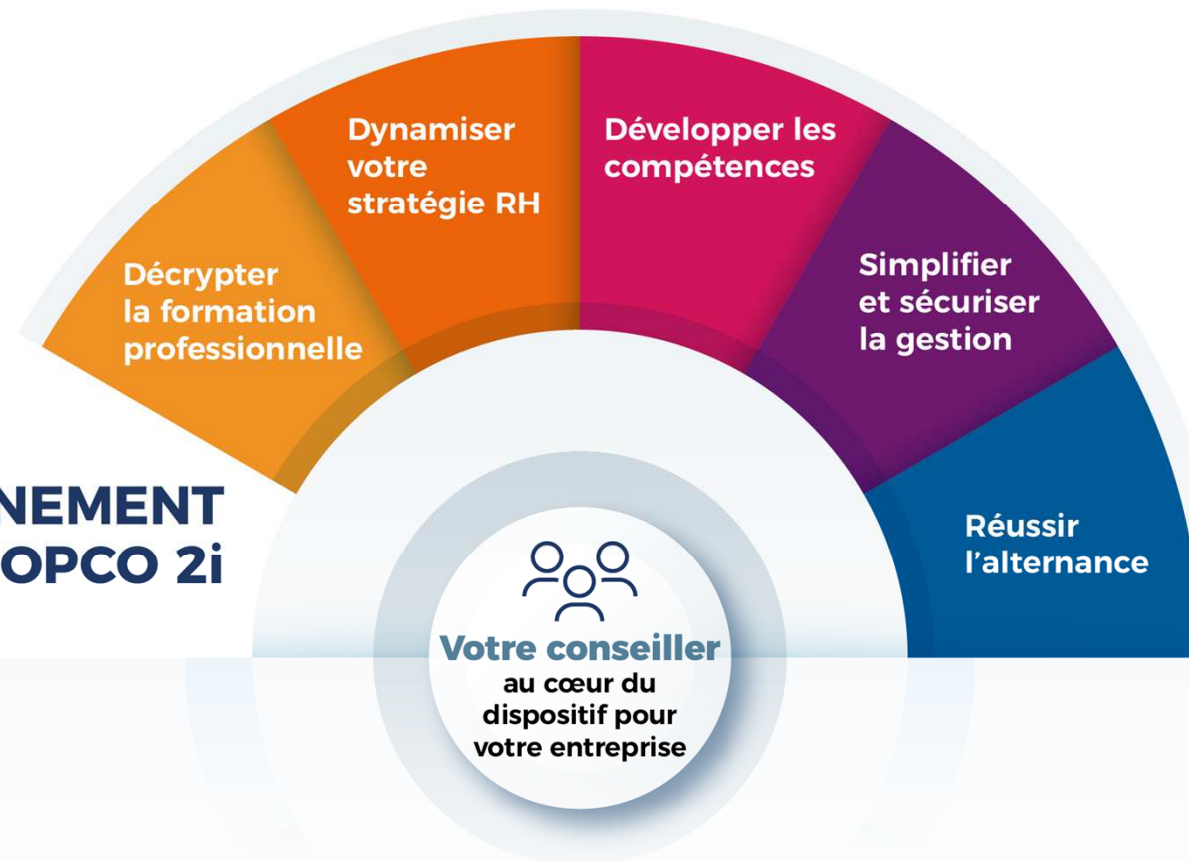 Dynamiser
votre
stratégie RH
Développer les
compétences
Décrypter
la formation
professionnelle
Simplifier
et sécuriser
la gestion
NEMENT
OPCO 2i
Réussir
l'alternance
Votre conseiller
au cœur du
dispositif pour
votre entreprise